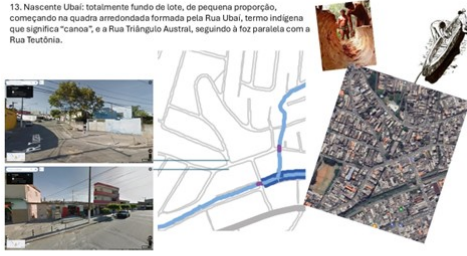 13. Nascente Ubaí: totalmente fundo de lote, de pequena proporção,
começando na quadra arredondada formada pela Rua Ubaí, termo indígena
que significa “canoa”, e a Rua Triângulo Austral, seguindo à foz paralela com a
Rua Teutônia.